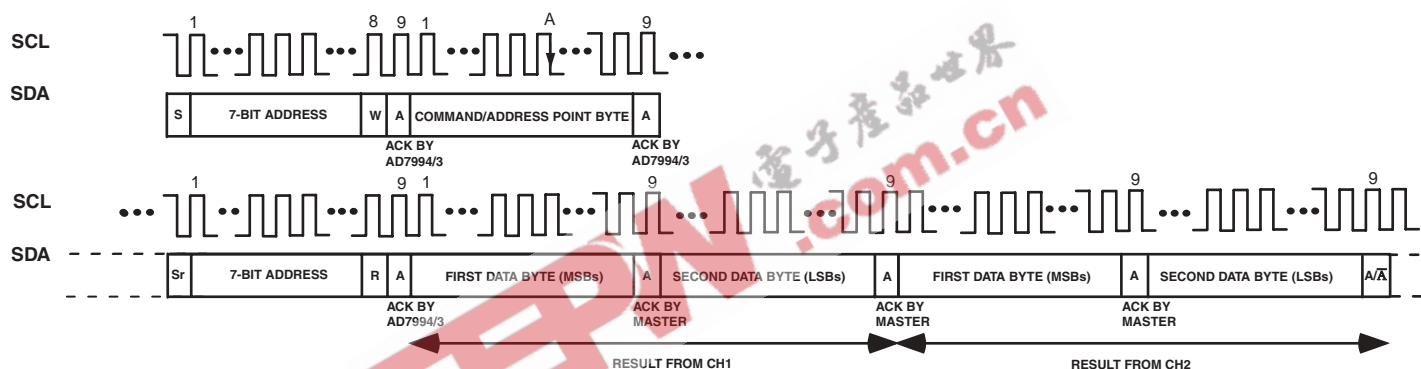 1 8 9 1 A 9
SCL
SDA
S 7-BIT ADDRESS W A COMMAND/ADDRESS POINT BYTE A
ACK BY AD7994/3
ACK BY AD7994/3
1 9 1 9 9 9 9
SCL
SDA
Sr 7-BIT ADDRESS R A FIRST DATA BYTE (MSBs) A SECOND DATA BYTE (LSBs) A FIRST DATA BYTE (MSBs) A SECOND DATA BYTE (LSBs) A/A̅
ACK BY AD7994/3
ACK BY MASTER
ACK BY MASTER
ACK BY MASTER
RESULT FROM CH1
RESULT FROM CH2
電子產品世界
.com.cn